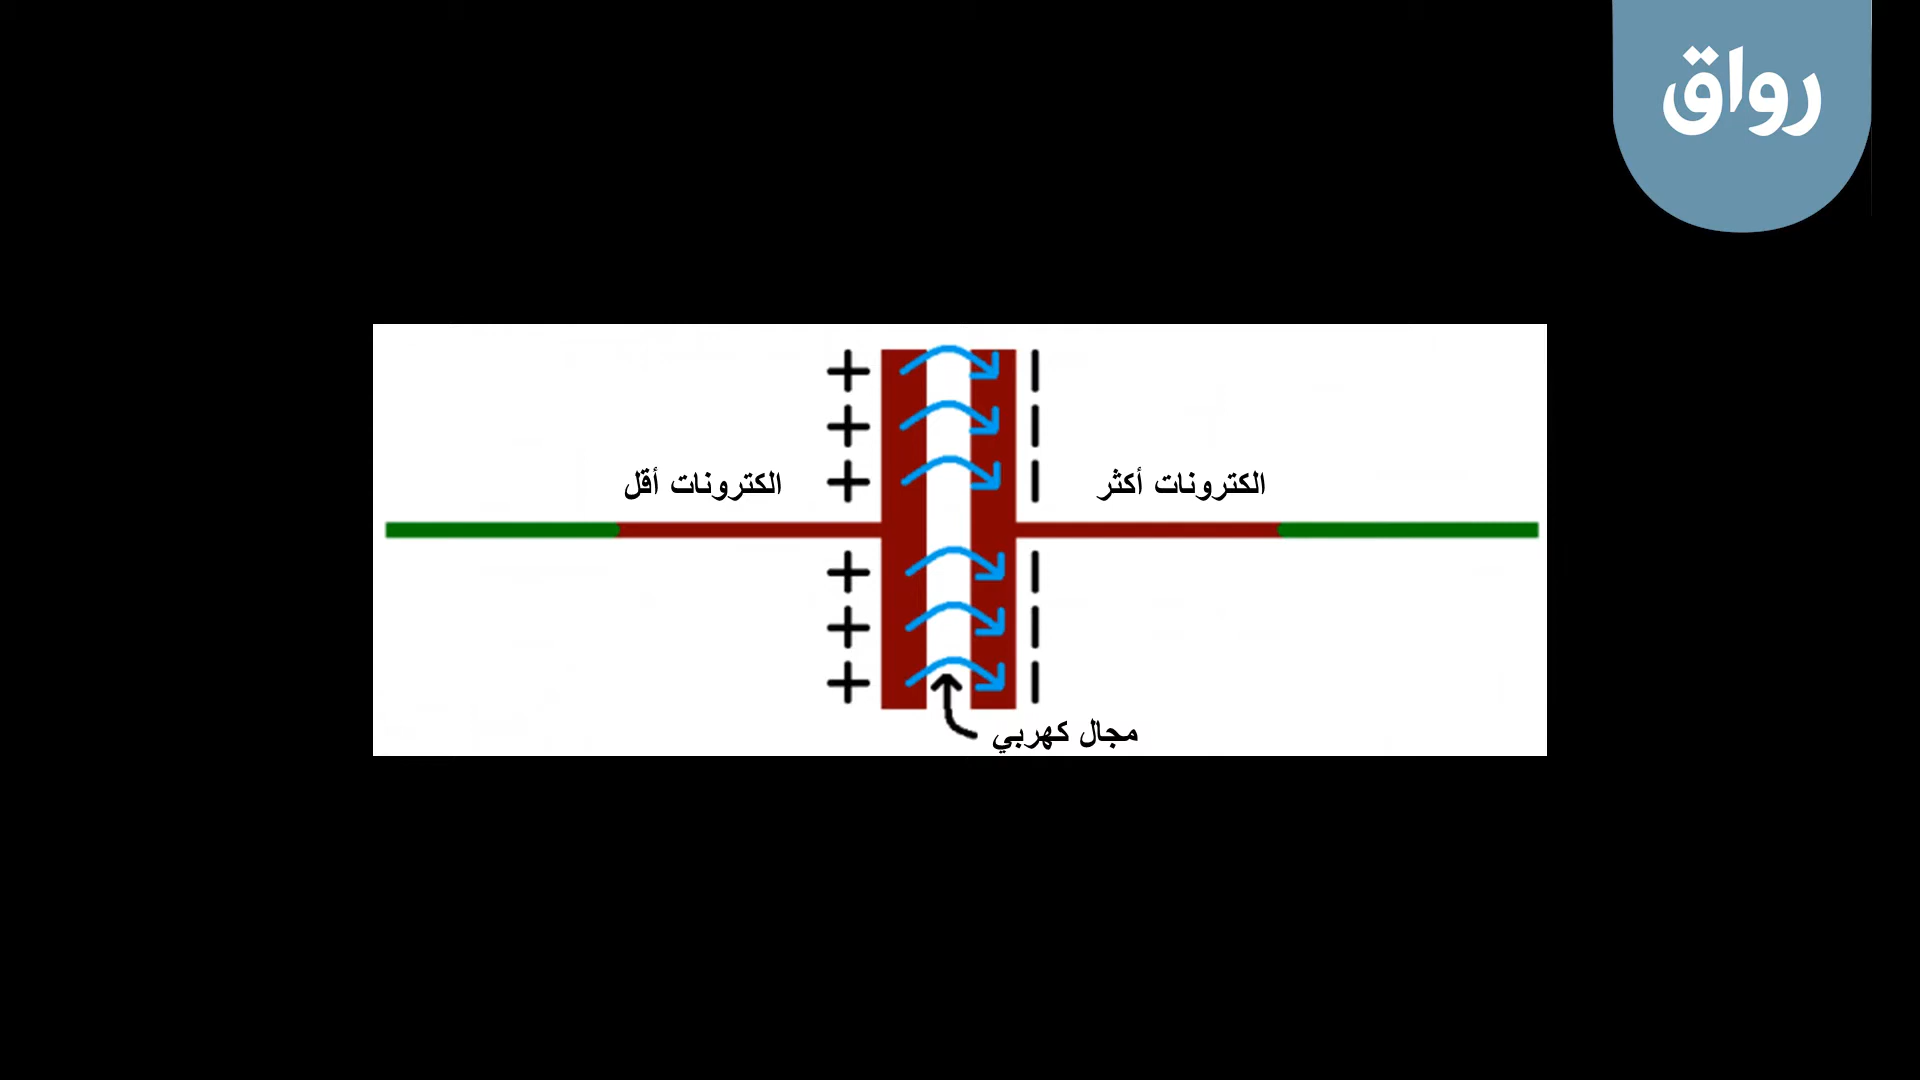 رواق
الكترونات أكثر
الكترونات أقل
مجال كهربي